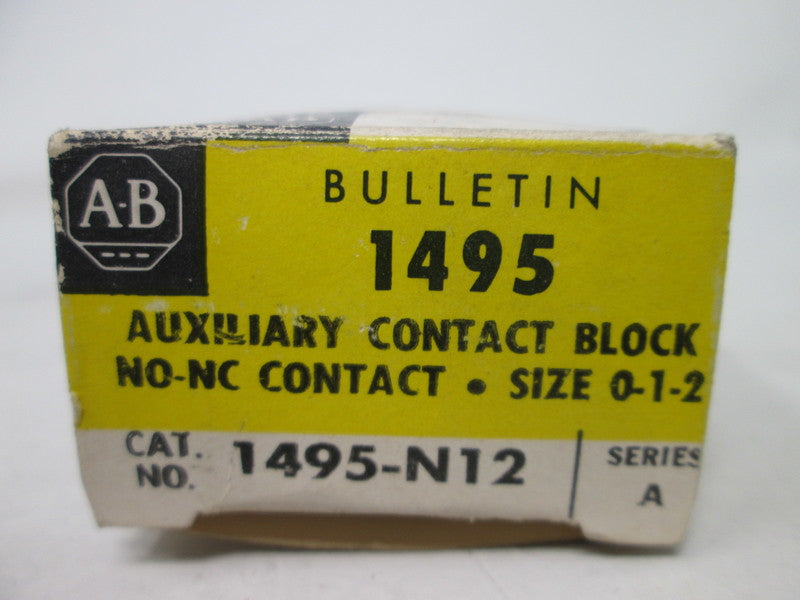 A-B
BULLETIN
1495
AUXILIARY CONTACT BLOCK
NO-NC CONTACT • SIZE 0-1-2
CAT. NO. 1495-N12
SERIES A